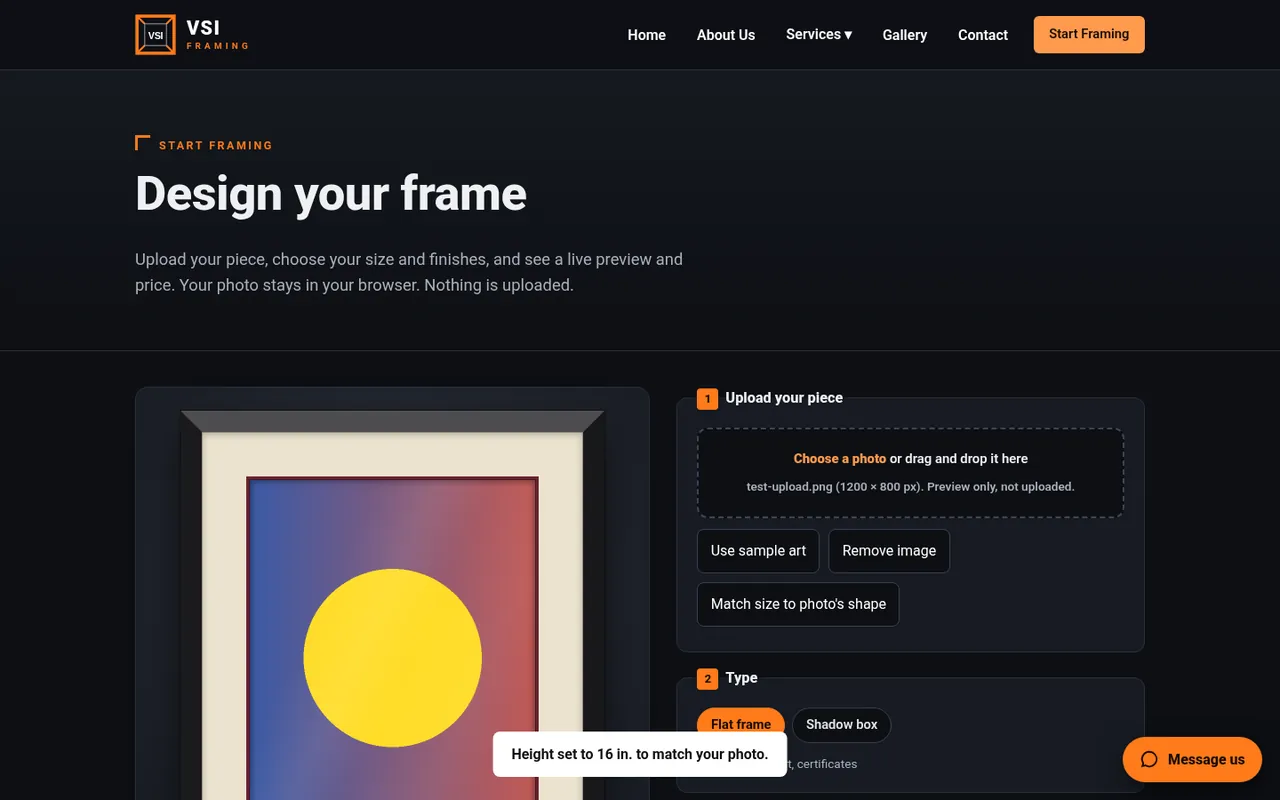 VSI
VSI
FRAMING
Home
About Us
Services ▾
Gallery
Contact
Start Framing
START FRAMING
Design your frame
Upload your piece, choose your size and finishes, and see a live preview and
price. Your photo stays in your browser. Nothing is uploaded.
1 Upload your piece
Choose a photo or drag and drop it here
test-upload.png (1200 × 800 px). Preview only, not uploaded.
Use sample art
Remove image
Match size to photo's shape
2 Type
Flat frame
Shadow box
Height set to 16 in. to match your photo.
certificates
Message us